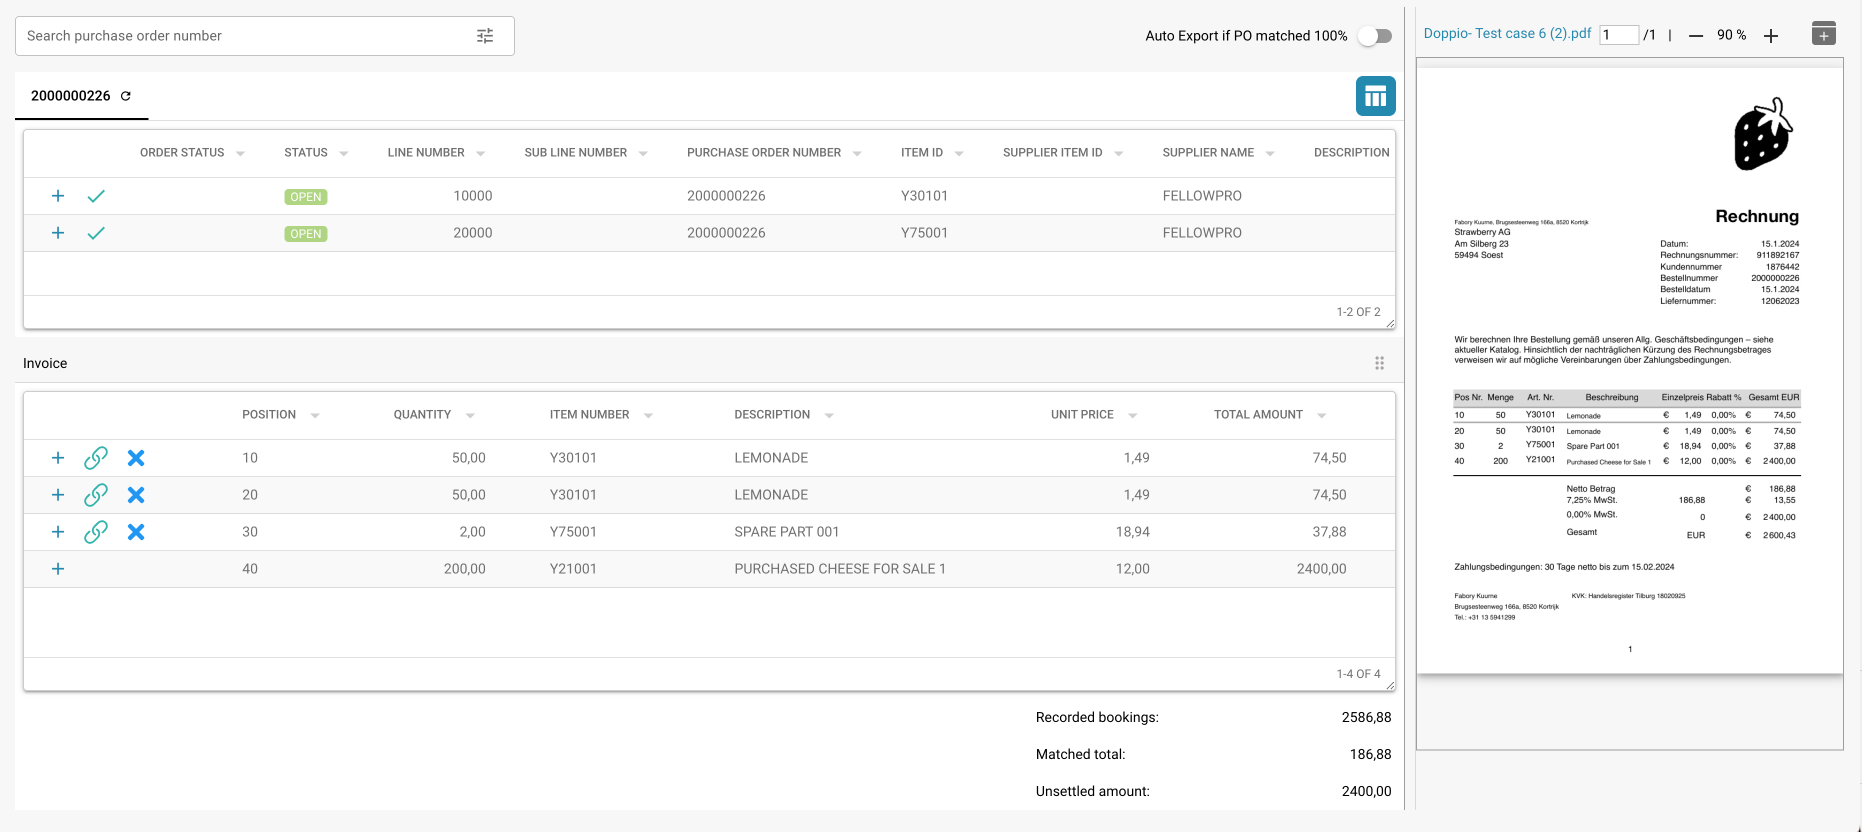 Search purchase order number
Auto Export if PO matched 100%
2000000226
ORDER STATUS STATUS LINE NUMBER SUB LINE NUMBER PURCHASE ORDER NUMBER ITEM ID SUPPLIER ITEM ID SUPPLIER NAME DESCRIPTION
OPEN 10000 2000000226 Y30101 FELLOWPRO
OPEN 20000 2000000226 Y75001 FELLOWPRO
1-2 OF 2
Invoice
POSITION QUANTITY ITEM NUMBER DESCRIPTION UNIT PRICE TOTAL AMOUNT
10 50,00 Y30101 LEMONADE 1,49 74,50
20 50,00 Y30101 LEMONADE 1,49 74,50
30 2,00 Y75001 SPARE PART 001 18,94 37,88
40 200,00 Y21001 PURCHASED CHEESE FOR SALE 1 12,00 2400,00
1-4 OF 4
Recorded bookings: 2586,88
Matched total: 186,88
Unsettled amount: 2400,00
Doppio- Test case 6 (2).pdf 1 /1 | 90 %
Rechnung
Fabory Kuurne, Brugsesteenweg 166a, 8520 Kortrijk
Strawberry AG
Am Silberg 23
59494 Soest
Datum: 15.1.2024
Rechnungsnummer: 911892167
Kundennummer 1876442
Bestellnummer 2000000226
Bestelldatum 15.1.2024
Liefernummer: 12062023
Wir berechnen Ihre Bestellung gemäß unseren Allg. Geschäftsbedingungen – siehe
aktueller Katalog. Hinsichtlich der nachträglichen Kürzung des Rechnungsbetrages
verweisen wir auf mögliche Vereinbarungen über Zahlungsbedingungen.
Pos Nr. Menge Art. Nr. Beschreibung Einzelpreis Rabatt % Gesamt EUR
10 50 Y30101 Lemonade € 1,49 0,00% € 74,50
20 50 Y30101 Lemonade € 1,49 0,00% € 74,50
30 2 Y75001 Spare Part 001 € 18,94 0,00% € 37,88
40 200 Y21001 Purchased Cheese for Sale 1 € 12,00 0,00% € 2400,00
Netto Betrag € 186,88
7,25% MwSt. 186,88 € 13,55
0,00% MwSt. 0 € 2400,00
Gesamt EUR € 2600,43
Zahlungsbedingungen: 30 Tage netto bis zum 15.02.2024
Fabory Kuurne KVK: Handelsregister Tilburg 18020925
Brugsesteenweg 166a, 8520 Kortrijk
Tel.: +31 13 5941299
1